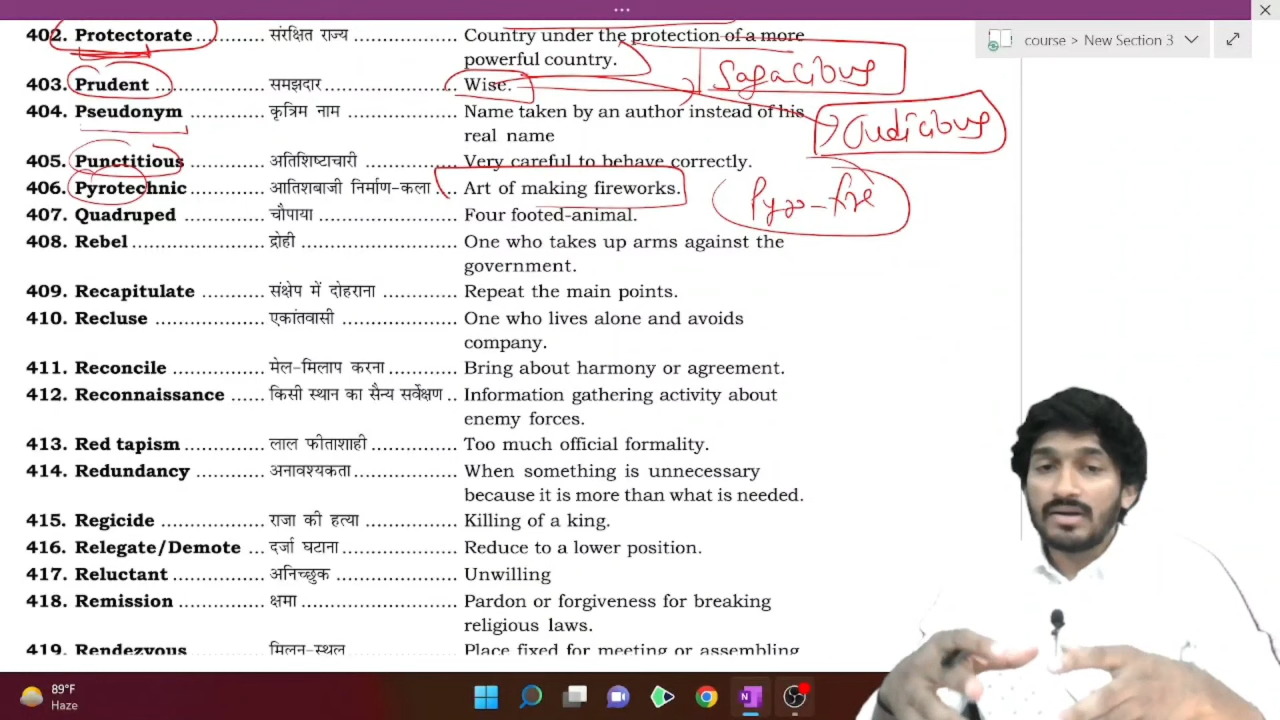 course > New Section 3
402. Protectorate ........... संरक्षित राज्य ................. Country under the protection of a more
powerful country.
Sagacious
403. Prudent ................... समझदार ....................... Wise.
404. Pseudonym ............. कृत्रिम नाम ................... Name taken by an author instead of his
real name
Judicious
405. Punctitious ............. अतिशिष्टाचारी ................ Very careful to behave correctly.
406. Pyrotechnic ............ आतिशबाजी निर्माण-कला .... Art of making fireworks.
Pyro-fire
407. Quadruped .............. चौपाया ........................ Four footed-animal.
408. Rebel ...................... द्रोही ........................... One who takes up arms against the
government.
409. Recapitulate ........... संक्षेप में दोहराना .............. Repeat the main points.
410. Recluse ................... एकांतवासी ................... One who lives alone and avoids
company.
411. Reconcile ................ मेल-मिलाप करना ............ Bring about harmony or agreement.
412. Reconnaissance ...... किसी स्थान का सैन्य सर्वेक्षण .. Information gathering activity about
enemy forces.
413. Red tapism .............. लाल फीताशाही ............... Too much official formality.
414. Redundancy ............ अनावश्यकता ................. When something is unnecessary
because it is more than what is needed.
415. Regicide .................. राजा की हत्या ................. Killing of a king.
416. Relegate/Demote ... दर्जा घटाना .................... Reduce to a lower position.
417. Reluctant ................ अनिच्छुक ..................... Unwilling
418. Remission ............... क्षमा ........................... Pardon or forgiveness for breaking
religious laws.
419. Rendezvous ............. मिलन-स्थल ................... Place fixed for meeting or assembling
89°F
Haze